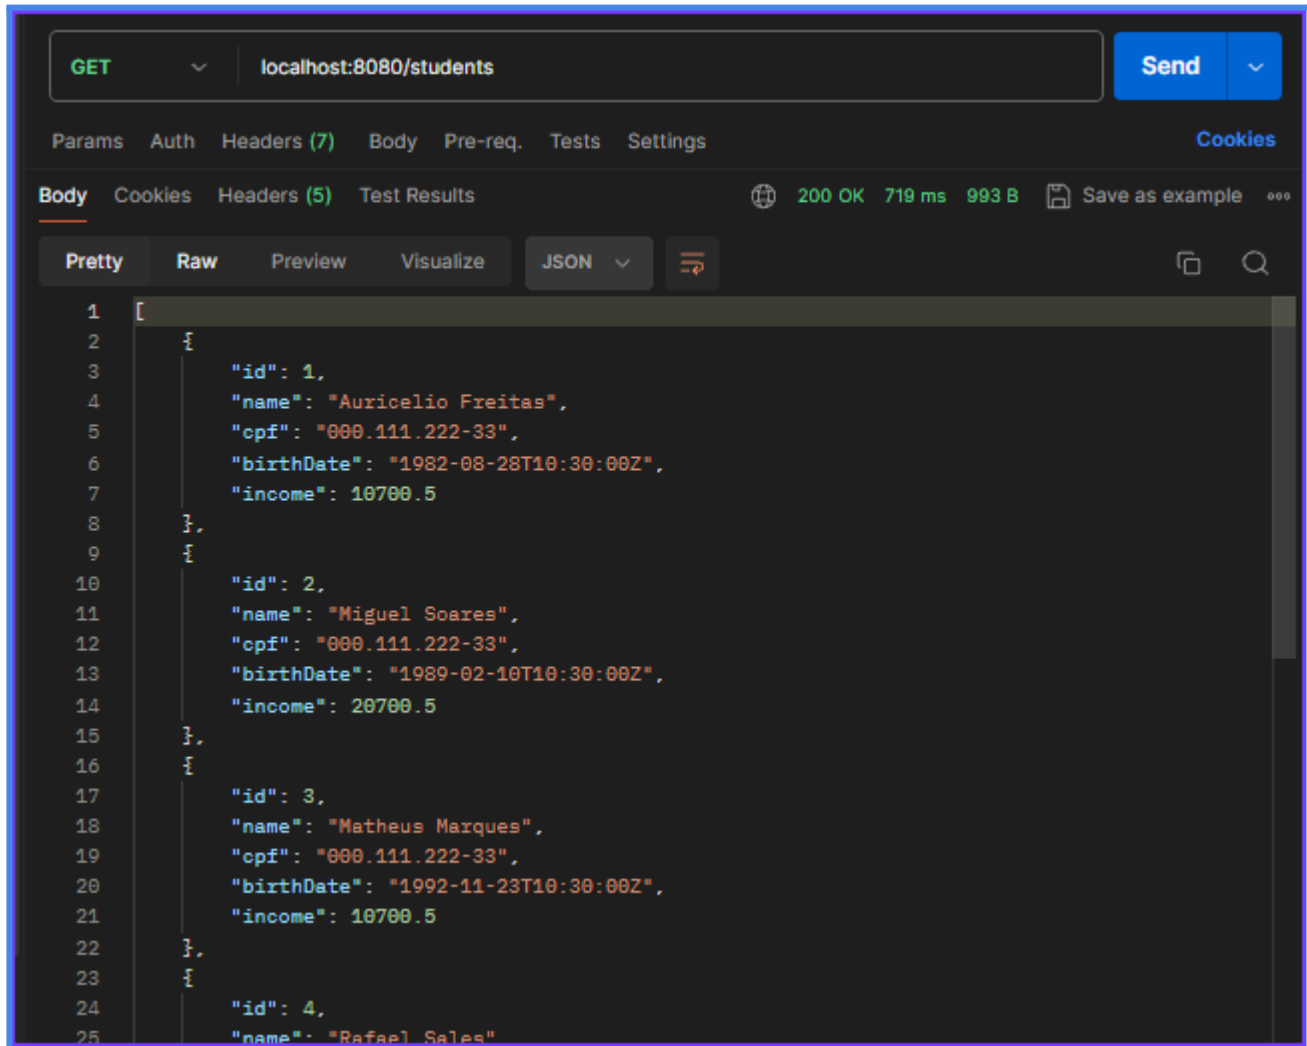 GET localhost:8080/students Send
Params Auth Headers (7) Body Pre-req. Tests Settings Cookies
Body Cookies Headers (5) Test Results 200 OK 719 ms 993 B Save as example
Pretty Raw Preview Visualize JSON
1 [
2 {
3 "id": 1,
4 "name": "Auricelio Freitas",
5 "cpf": "000.111.222-33",
6 "birthDate": "1982-08-28T10:30:00Z",
7 "income": 10700.5
8 },
9 {
10 "id": 2,
11 "name": "Miguel Soares",
12 "cpf": "000.111.222-33",
13 "birthDate": "1989-02-10T10:30:00Z",
14 "income": 20700.5
15 },
16 {
17 "id": 3,
18 "name": "Matheus Marques",
19 "cpf": "000.111.222-33",
20 "birthDate": "1992-11-23T10:30:00Z",
21 "income": 10700.5
22 },
23 {
24 "id": 4,
25 "name": "Rafael Sales"